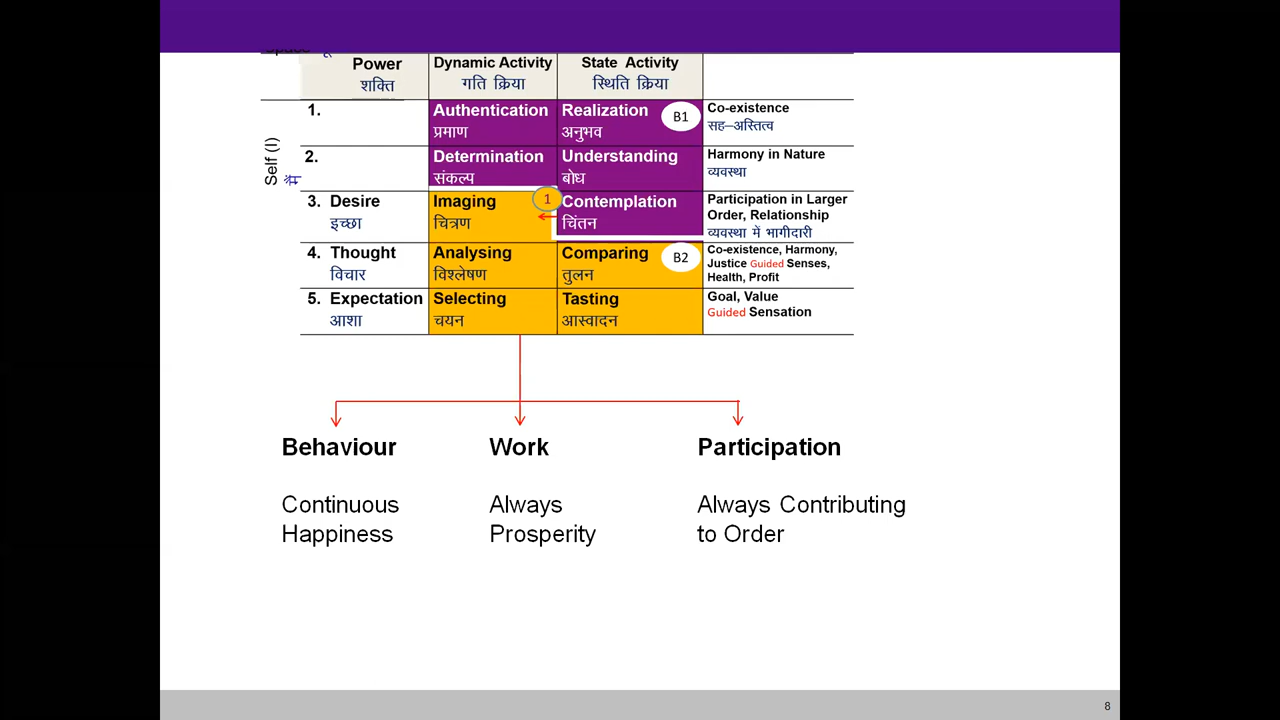 Power Dynamic Activity State Activity
शक्ति गति क्रिया स्थिति क्रिया
Self (I)
में
1. Authentication Realization B1 Co-existence
प्रमाण अनुभव सह–अस्तित्व
2. Determination Understanding Harmony in Nature
संकल्प बोध व्यवस्था
3. Desire Imaging 1 Contemplation Participation in Larger
Order, Relationship
इच्छा चित्रण चिंतन व्यवस्था में भागीदारी
4. Thought Analysing Comparing B2 Co-existence, Harmony,
Justice Guided Senses,
विचार विश्लेषण तुलन Health, Profit
5. Expectation Selecting Tasting Goal, Value
आशा चयन आस्वादन Guided Sensation
Behaviour Work Participation
Continuous Always Always Contributing
Happiness Prosperity to Order
8